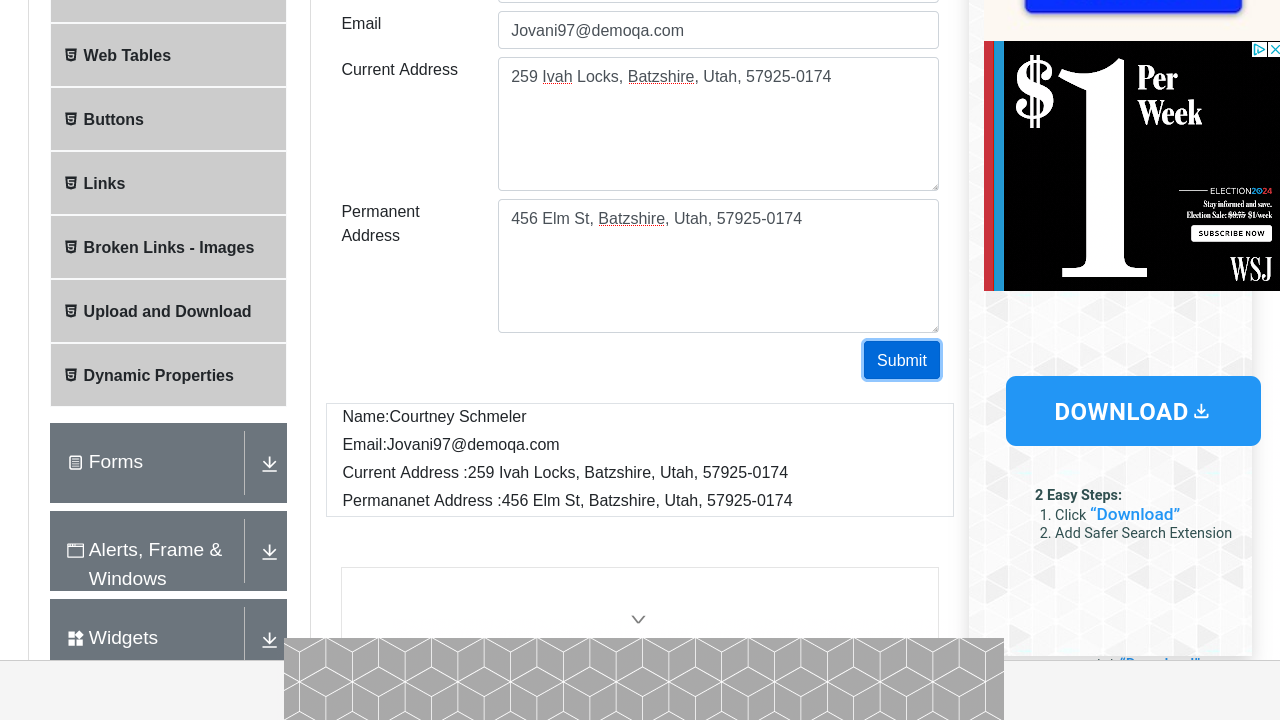 Email
Jovani97@demoqa.com
Web Tables
Current Address
259 Ivah Locks, Batzshire, Utah, 57925-0174
Buttons
Links
Permanent
Address
456 Elm St, Batzshire, Utah, 57925-0174
Broken Links - Images
Upload and Download
Submit
Dynamic Properties
Name:Courtney Schmeler
Email:Jovani97@demoqa.com
Current Address :259 Ivah Locks, Batzshire, Utah, 57925-0174
Permananet Address :456 Elm St, Batzshire, Utah, 57925-0174
Forms
Alerts, Frame &
Windows
Widgets
$1 Per
Week
ELECTION2024
Stay informed and save.
Election Sale: $0.75 $1/week
SUBSCRIBE NOW
WSJ
DOWNLOAD
2 Easy Steps:
1. Click “Download”
2. Add Safer Search Extension